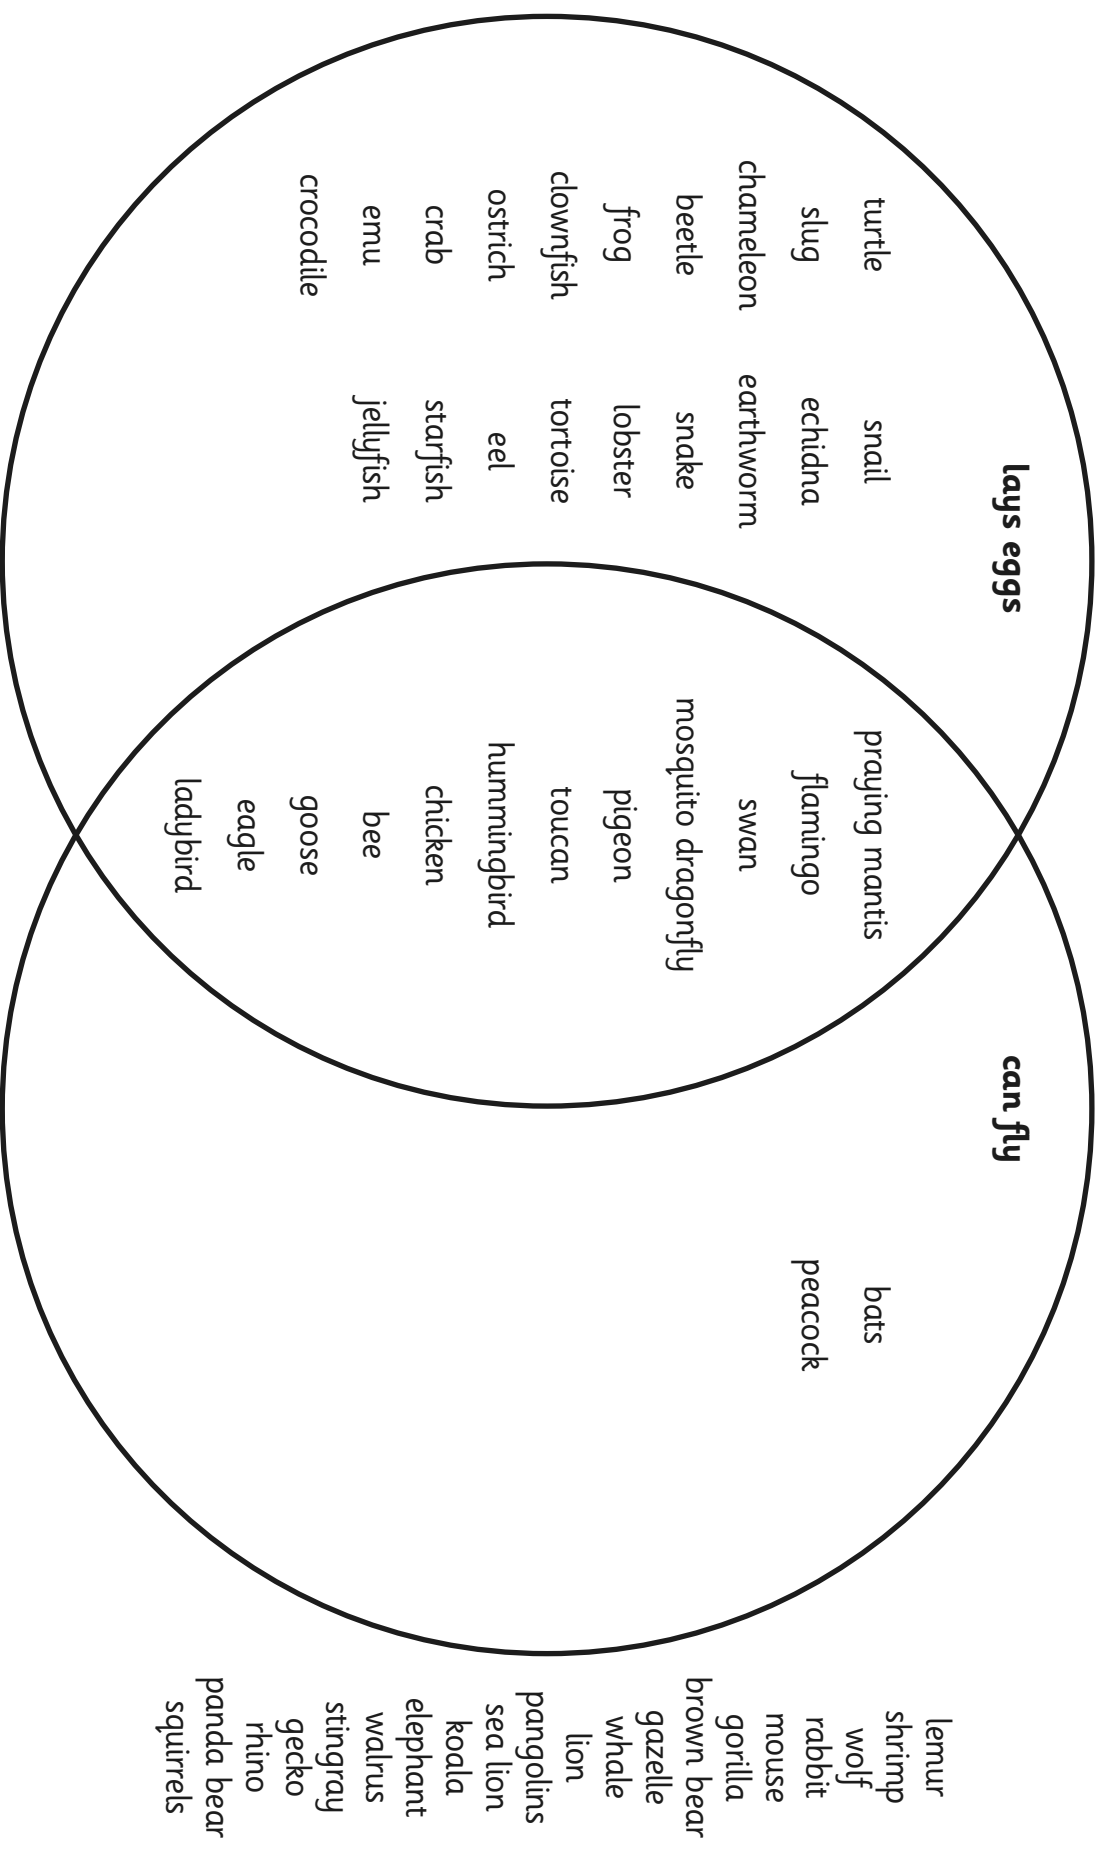 lays eggs
can fly
turtle
slug
chameleon
beetle
frog
clownfish
ostrich
crab
emu
crocodile
snail
echidna
earthworm
snake
lobster
tortoise
eel
starfish
jellyfish
praying mantis
flamingo
swan
mosquito dragonfly
pigeon
toucan
hummingbird
chicken
bee
goose
eagle
ladybird
bats
peacock
lemur
shrimp
wolf
rabbit
mouse
gorilla
brown bear
gazelle
whale
lion
pangolins
sea lion
koala
elephant
walrus
stingray
gecko
rhino
panda bear
squirrels